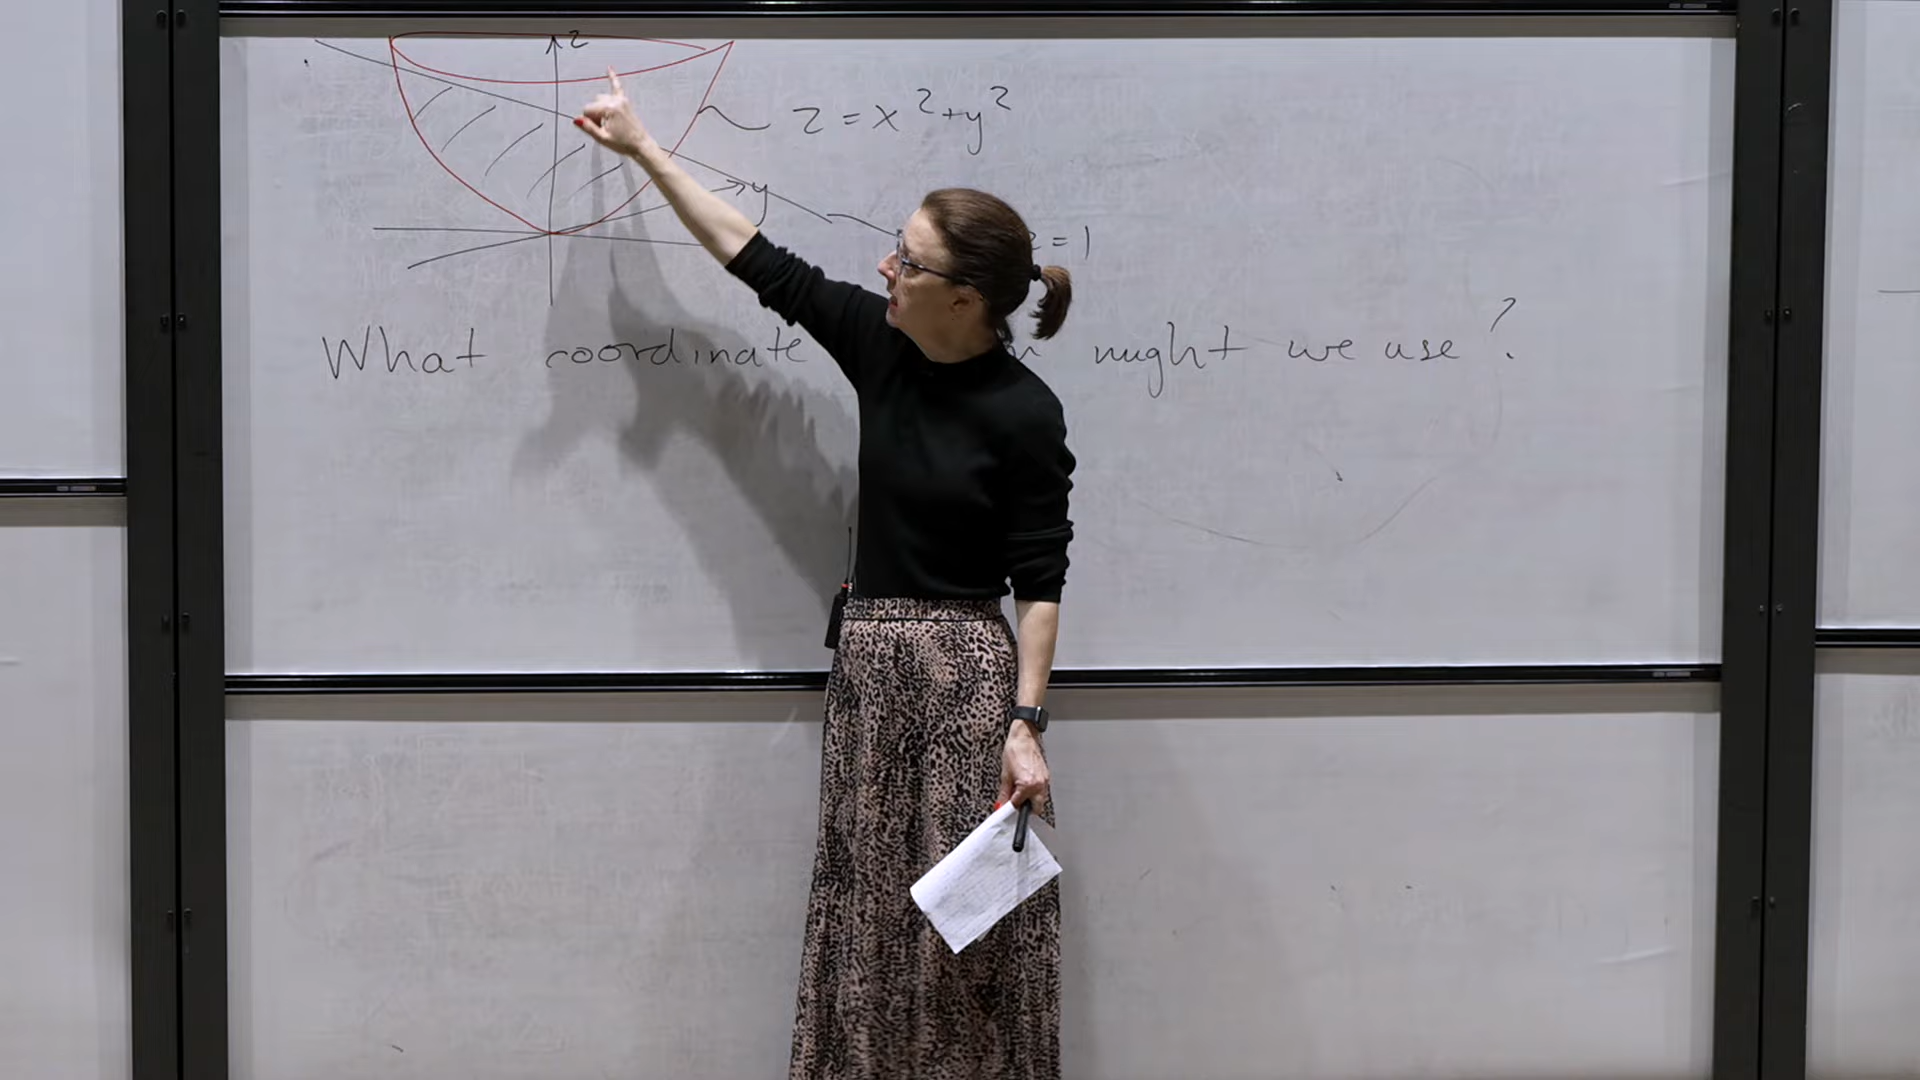 z
z = x² + y²
y
= 1
What coordinate might we use ?